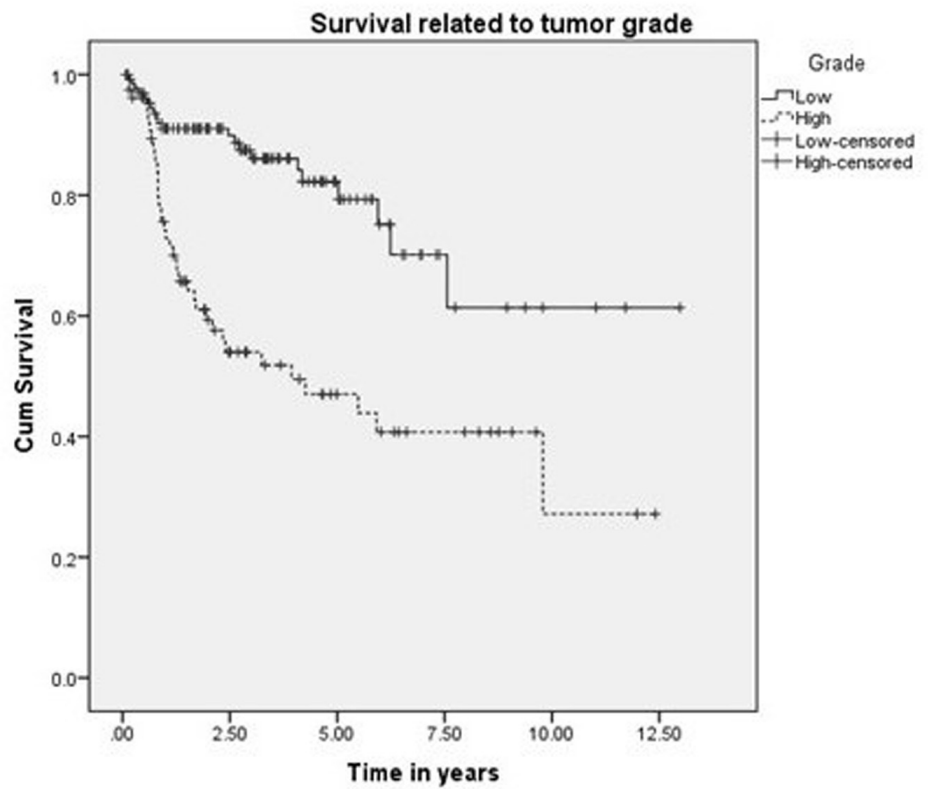 Survival related to tumor grade
Grade
Low
High
Low-censored
High-censored
Cum Survival
1.0
0.8
0.6
0.4
0.2
0.0
.00 2.50 5.00 7.50 10.00 12.50
Time in years